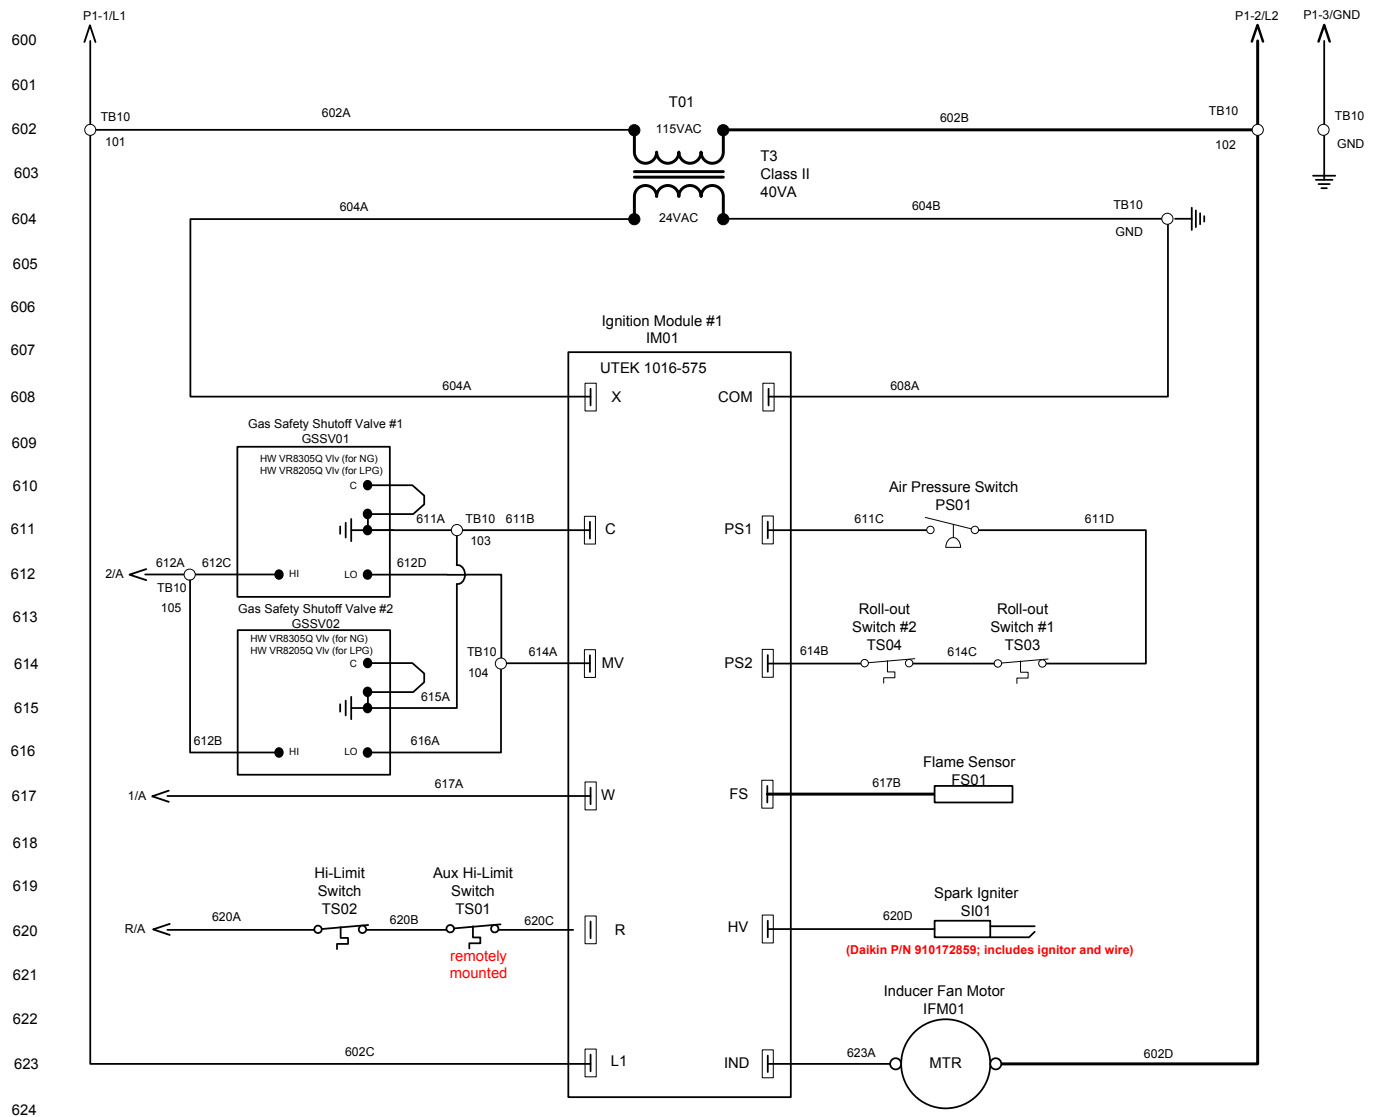 P1-1/L1
P1-2/L2
P1-3/GND
600
601
T01
TB10
602A
115VAC
602B
TB10
TB10
602
101
102
GND
T3
603
Class II
40VA
604A
604B
TB10
604
24VAC
GND
605
606
Ignition Module #1
IM01
607
UTEK 1016-575
604A
608A
608
X
COM
Gas Safety Shutoff Valve #1
GSSV01
609
HW VR8305Q Vlv (for NG)
HW VR8205Q Vlv (for LPG)
610
C
Air Pressure Switch
PS01
611A
TB10
611B
611C
611D
611
103
C
PS1
612A
612C
612D
612
2/A
HI
LO
TB10
105
Gas Safety Shutoff Valve #2
GSSV02
613
HW VR8305Q Vlv (for NG)
HW VR8205Q Vlv (for LPG)
Roll-out
Switch #2
TS04
Roll-out
Switch #1
TS03
TB10
614A
614B
614C
614
C
104
MV
PS2
615A
615
612B
616A
616
HI
LO
Flame Sensor
FS01
617A
617B
617
1/A
W
FS
618
Hi-Limit
Switch
TS02
Aux Hi-Limit
Switch
TS01
619
Spark Igniter
SI01
620A
620B
620C
620D
620
R/A
R
HV
remotely
mounted
(Daikin P/N 910172859; includes ignitor and wire)
621
Inducer Fan Motor
IFM01
622
602C
623A
602D
623
L1
IND
MTR
624